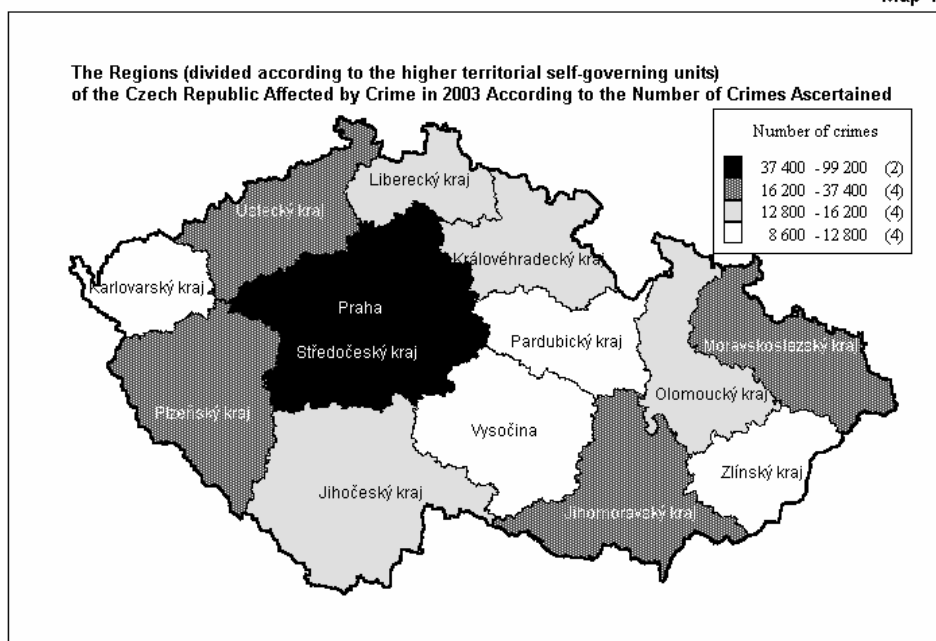 Map
The Regions (divided according to the higher territorial self-governing units)
of the Czech Republic Affected by Crime in 2003 According to the Number of Crimes Ascertained
Number of crimes
37 400 - 99 200 (2)
16 200 - 37 400 (4)
12 800 - 16 200 (4)
8 600 - 12 800 (4)
Liberecký kraj
Ústecký kraj
Královéhradecký kraj
Karlovarský kraj
Praha
Pardubický kraj
Moravskoslezský kraj
Středočeský kraj
Olomoucký kraj
Plzeňský kraj
Vysočina
Zlínský kraj
Jihočeský kraj
Jihomoravský kraj